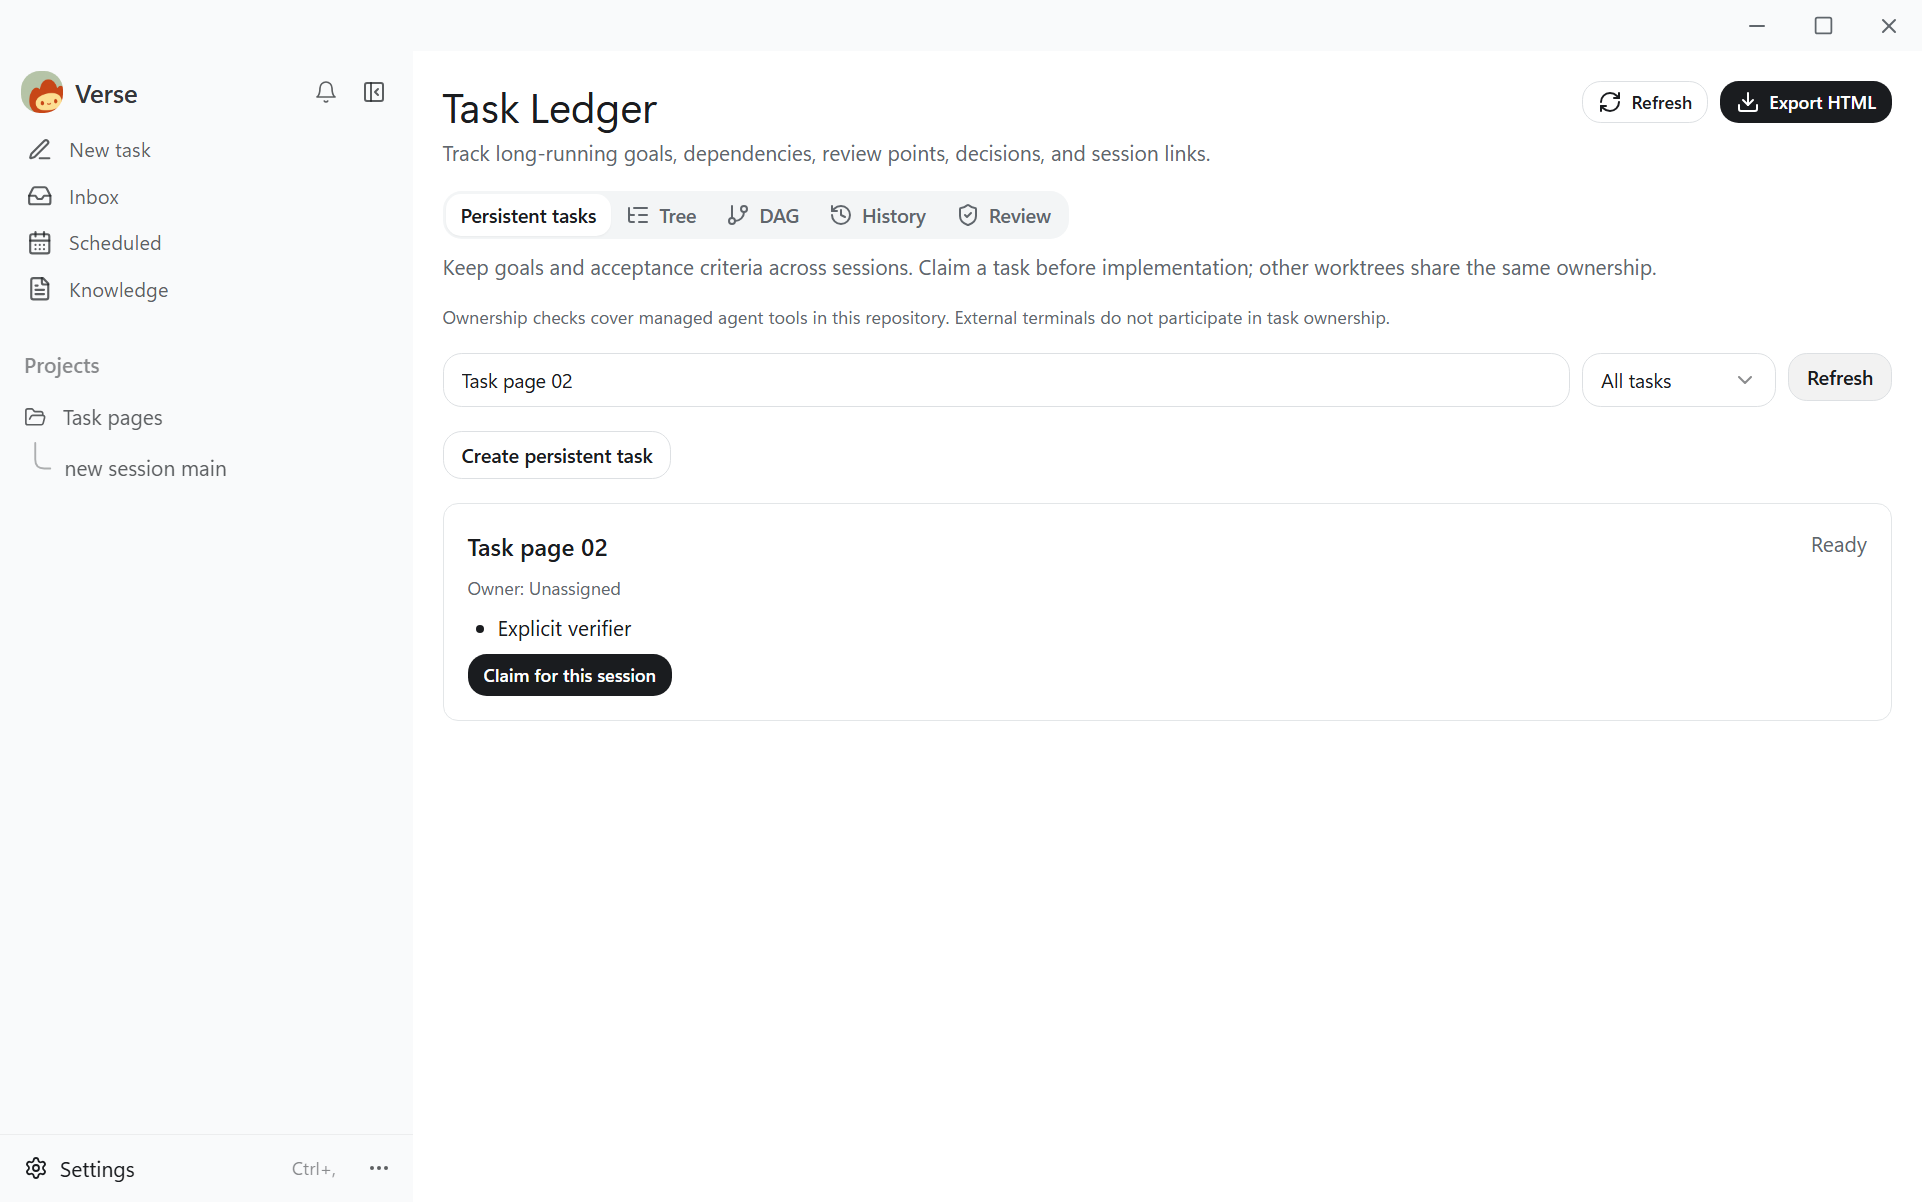 Verse
New task
Inbox
Scheduled
Knowledge
Projects
Task pages
new session main
Settings
Ctrl+,
Task Ledger
Refresh
Export HTML
Track long-running goals, dependencies, review points, decisions, and session links.
Persistent tasks
Tree
DAG
History
Review
Keep goals and acceptance criteria across sessions. Claim a task before implementation; other worktrees share the same ownership.
Ownership checks cover managed agent tools in this repository. External terminals do not participate in task ownership.
Task page 02
All tasks
Refresh
Create persistent task
Task page 02
Ready
Owner: Unassigned
Explicit verifier
Claim for this session